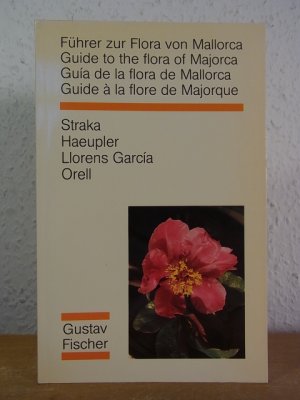 Führer zur Flora von Mallorca
Guide to the flora of Majorca
Guía de la flora de Mallorca
Guide à la flore de Majorque
Straka
Haeupler
Llorens García
Orell
Gustav
Fischer